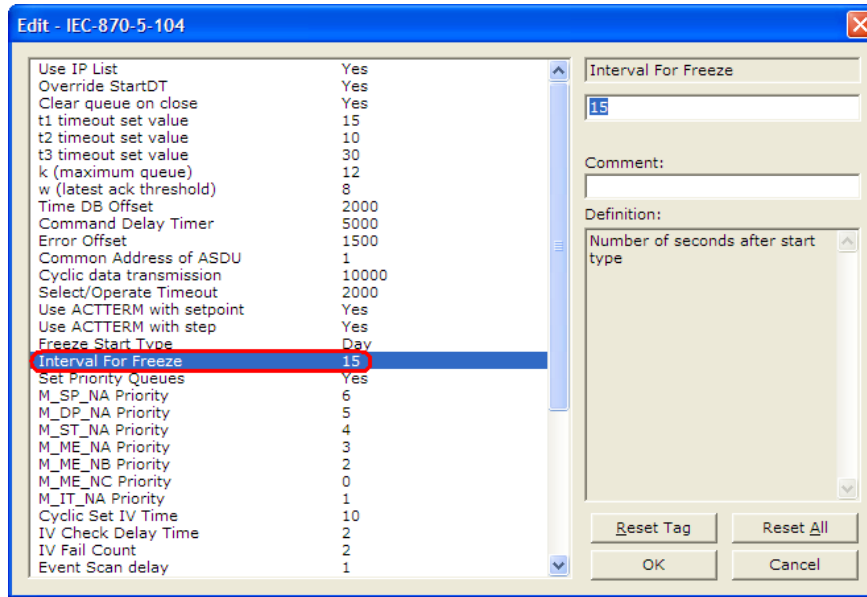 Edit - IEC-870-5-104
Use IP List Yes
Override StartDT Yes
Clear queue on close Yes
t1 timeout set value 15
t2 timeout set value 10
t3 timeout set value 30
k (maximum queue) 12
w (latest ack threshold) 8
Time DB Offset 2000
Command Delay Timer 5000
Error Offset 1500
Common Address of ASDU 1
Cyclic data transmission 10000
Select/Operate Timeout 2000
Use ACTTERM with setpoint Yes
Use ACTTERM with step Yes
Freeze Start Type Day
Interval For Freeze 15
Set Priority Queues Yes
M_SP_NA Priority 6
M_DP_NA Priority 5
M_ST_NA Priority 4
M_ME_NA Priority 3
M_ME_NB Priority 2
M_ME_NC Priority 0
M_IT_NA Priority 1
Cyclic Set IV Time 10
IV Check Delay Time 2
IV Fail Count 2
Event Scan delay 1
Interval For Freeze
15
Comment:
Definition:
Number of seconds after start
type
Reset Tag Reset All
OK Cancel